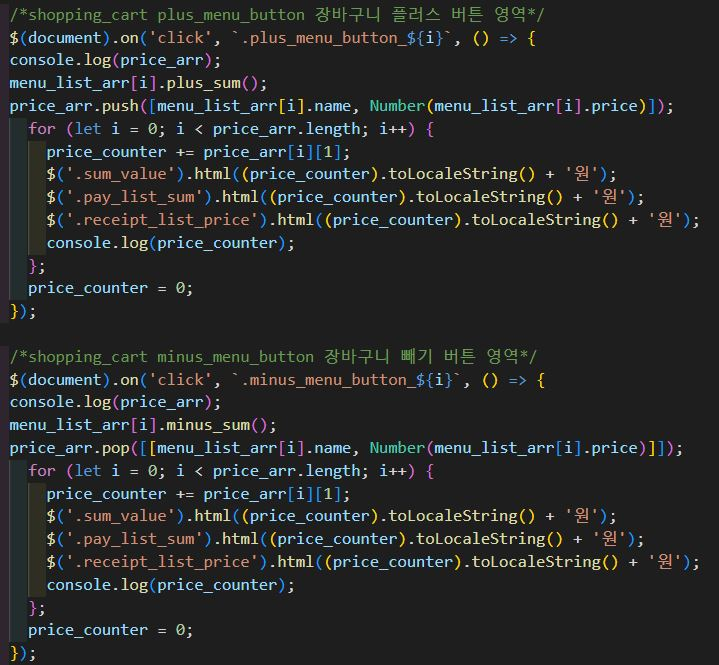 /*shopping_cart plus_menu_button 장바구니 플러스 버튼 영역*/
$(document).on('click', `.plus_menu_button_${i}`, () => {
console.log(price_arr);
menu_list_arr[i].plus_sum();
price_arr.push([menu_list_arr[i].name, Number(menu_list_arr[i].price)]);
for (let i = 0; i < price_arr.length; i++) {
price_counter += price_arr[i][1];
$('.sum_value').html((price_counter).toLocaleString() + '원');
$('.pay_list_sum').html((price_counter).toLocaleString() + '원');
$('.receipt_list_price').html((price_counter).toLocaleString() + '원');
console.log(price_counter);
};
price_counter = 0;
});
/*shopping_cart minus_menu_button 장바구니 빼기 버튼 영역*/
$(document).on('click', `.minus_menu_button_${i}`, () => {
console.log(price_arr);
menu_list_arr[i].minus_sum();
price_arr.pop([[menu_list_arr[i].name, Number(menu_list_arr[i].price)]]);
for (let i = 0; i < price_arr.length; i++) {
price_counter += price_arr[i][1];
$('.sum_value').html((price_counter).toLocaleString() + '원');
$('.pay_list_sum').html((price_counter).toLocaleString() + '원');
$('.receipt_list_price').html((price_counter).toLocaleString() + '원');
console.log(price_counter);
};
price_counter = 0;
});